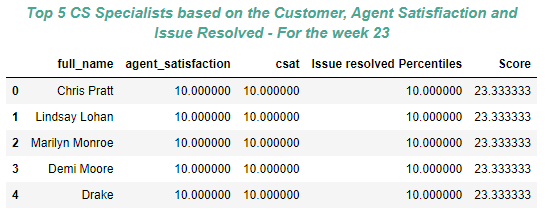 Top 5 CS Specialists based on the Customer, Agent Satisfiaction and
Issue Resolved - For the week 23
full_name agent_satisfaction csat Issue resolved Percentiles Score
0 Chris Pratt 10.000000 10.000000 10.000000 23.333333
1 Lindsay Lohan 10.000000 10.000000 10.000000 23.333333
2 Marilyn Monroe 10.000000 10.000000 10.000000 23.333333
3 Demi Moore 10.000000 10.000000 10.000000 23.333333
4 Drake 10.000000 10.000000 10.000000 23.333333